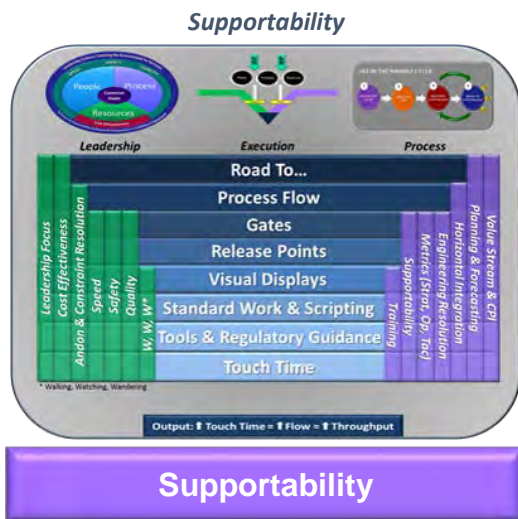 Supportability
People
Process
Resources
Leadership
Execution
Process
Road To…
Process Flow
Gates
Release Points
Visual Displays
Standard Work & Scripting
Tools & Regulatory Guidance
Touch Time
Leadership Focus
Cost Effectiveness
Andon & Constraint Resolution
Speed
Safety
Quality
W, W, W*
Training
Supportability
Metrics (Strat, Op, Tac)
Engineering Resolution
Horizontal Integration
Planning & Forecasting
Value Stream & CPI
* Walking, Watching, Wandering
Output: ⬆ Touch Time = ⬆ Flow = ⬆ Throughput
Supportability